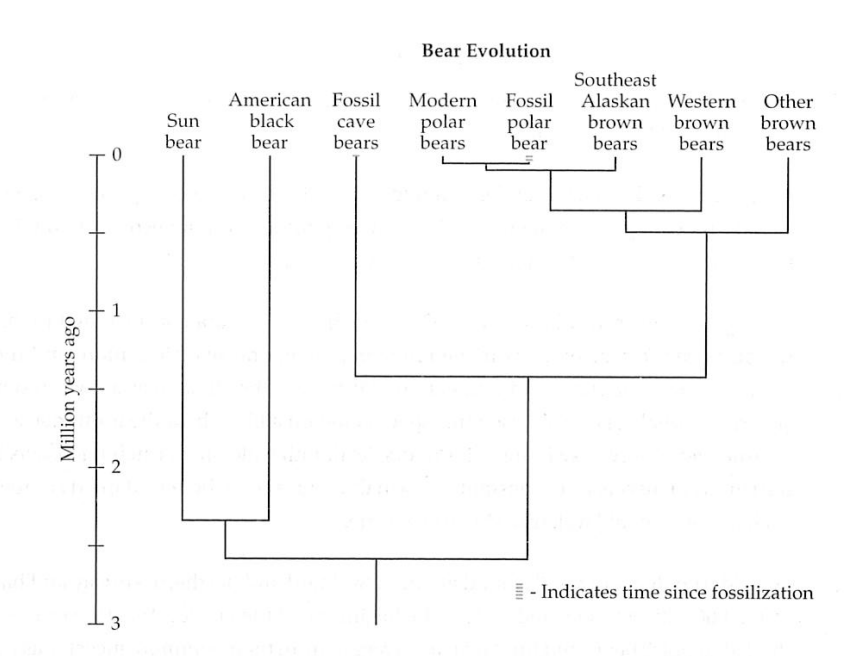 Bear Evolution
Sun
bear
American
black
bear
Fossil
cave
bears
Modern
polar
bears
Fossil
polar
bear
Southeast
Alaskan
brown
bears
Western
brown
bears
Other
brown
bears
0
1
2
3
Million years ago
- Indicates time since fossilization